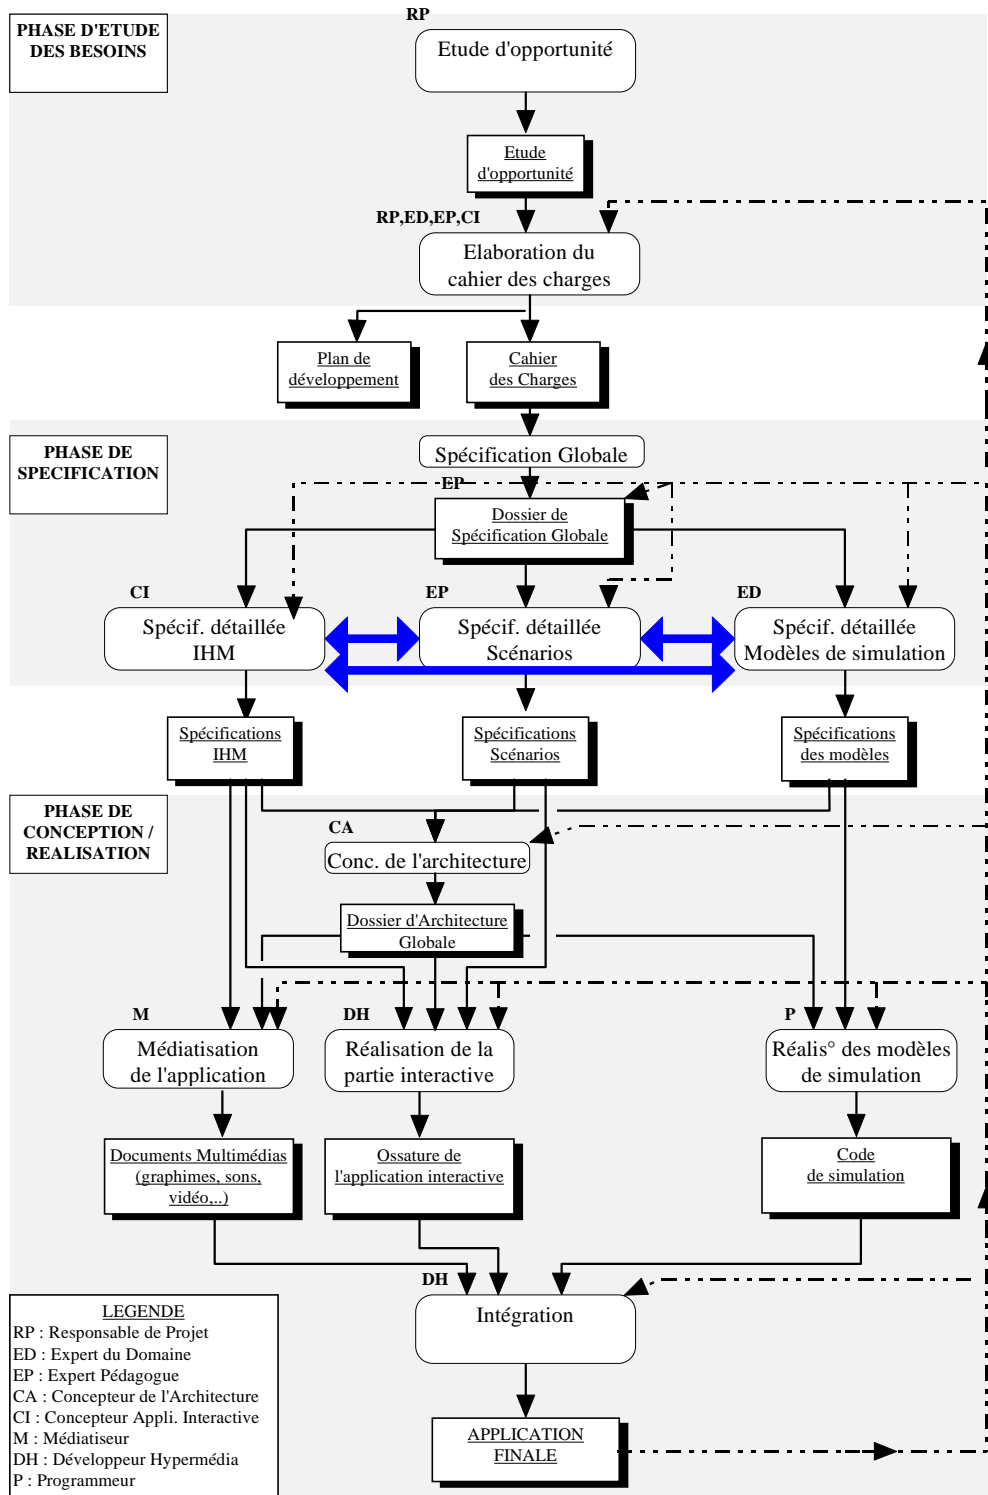 RP
PHASE D'ETUDE
DES BESOINS
Etude d'opportunité
Etude
d'opportunité
RP,ED,EP,CI
Elaboration du
cahier des charges
Plan de
développement
Cahier
des Charges
PHASE DE
SPECIFICATION
Spécification Globale
EP
Dossier de
Spécification Globale
CI
EP
ED
Spécif. détaillée
IHM
Spécif. détaillée
Scénarios
Spécif. détaillée
Modèles de simulation
Spécifications
IHM
Spécifications
Scénarios
Spécifications
des modèles
PHASE DE
CONCEPTION /
REALISATION
CA
Conc. de l'architecture
Dossier d'Architecture
Globale
M
DH
P
Médiatisation
de l'application
Réalisation de la
partie interactive
Réalis° des modèles
de simulation
Documents Multimédias
(graphimes, sons,
vidéo,..)
Ossature de
l'application interactive
Code
de simulation
DH
Intégration
LEGENDE
RP : Responsable de Projet
ED : Expert du Domaine
EP : Expert Pédagogue
CA : Concepteur de l'Architecture
CI : Concepteur Appli. Interactive
M : Médiatiseur
DH : Développeur Hypermédia
P : Programmeur
APPLICATION
FINALE